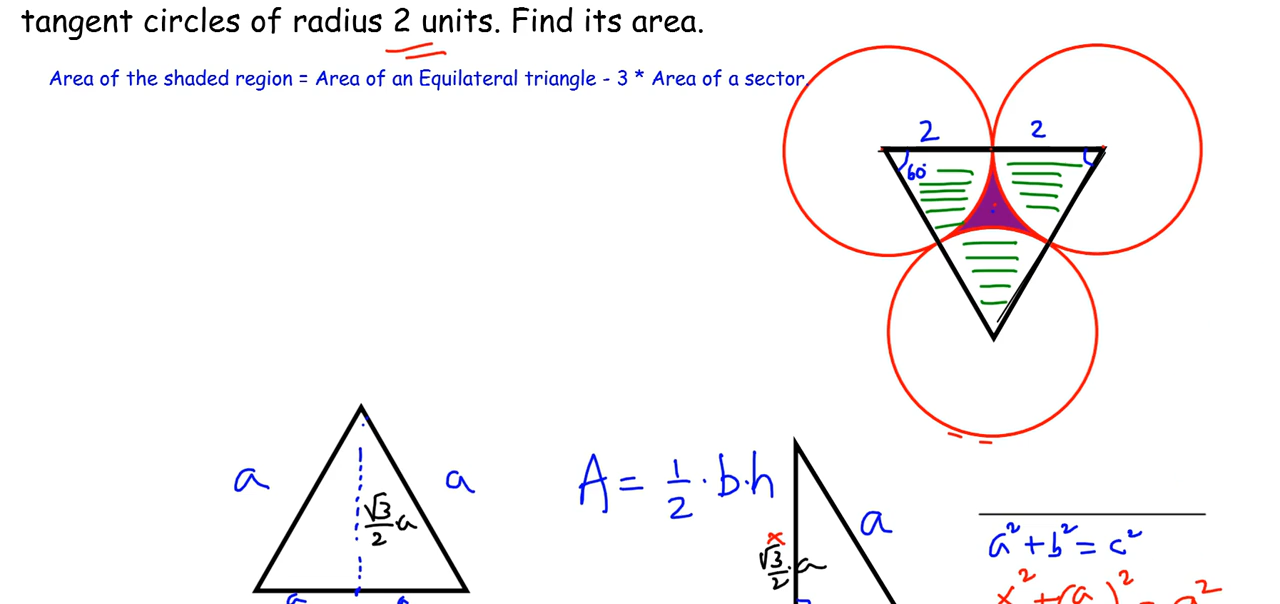 tangent circles of radius 2 units. Find its area.
Area of the shaded region = Area of an Equilateral triangle - 3 * Area of a sector.
2 2
60°
a a
√3/2 a
A = 1/2 · b·h
x
√3/2 · a
a
a² + b² = c²